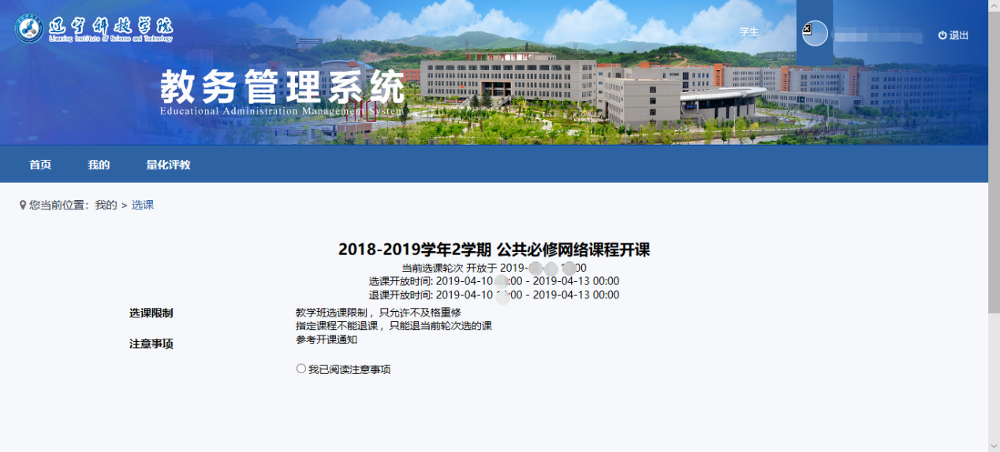 辽宁科技学院
Liaoning Institute of Science and Technology
学生
退出
教务管理系统
Educational Administration Management System
首页 我的 量化评教
您当前位置：我的 > 选课
2018-2019学年2学期 公共必修网络课程开课
当前选课轮次 开放于 2019-
选课开放时间: 2019-04-10 :00 - 2019-04-13 00:00
退课开放时间: 2019-04-10 :00 - 2019-04-13 00:00
选课限制
教学班选课限制，只允许不及格重修
指定课程不能退课，只能退当前轮次选的课
注意事项
参考开课通知
我已阅读注意事项